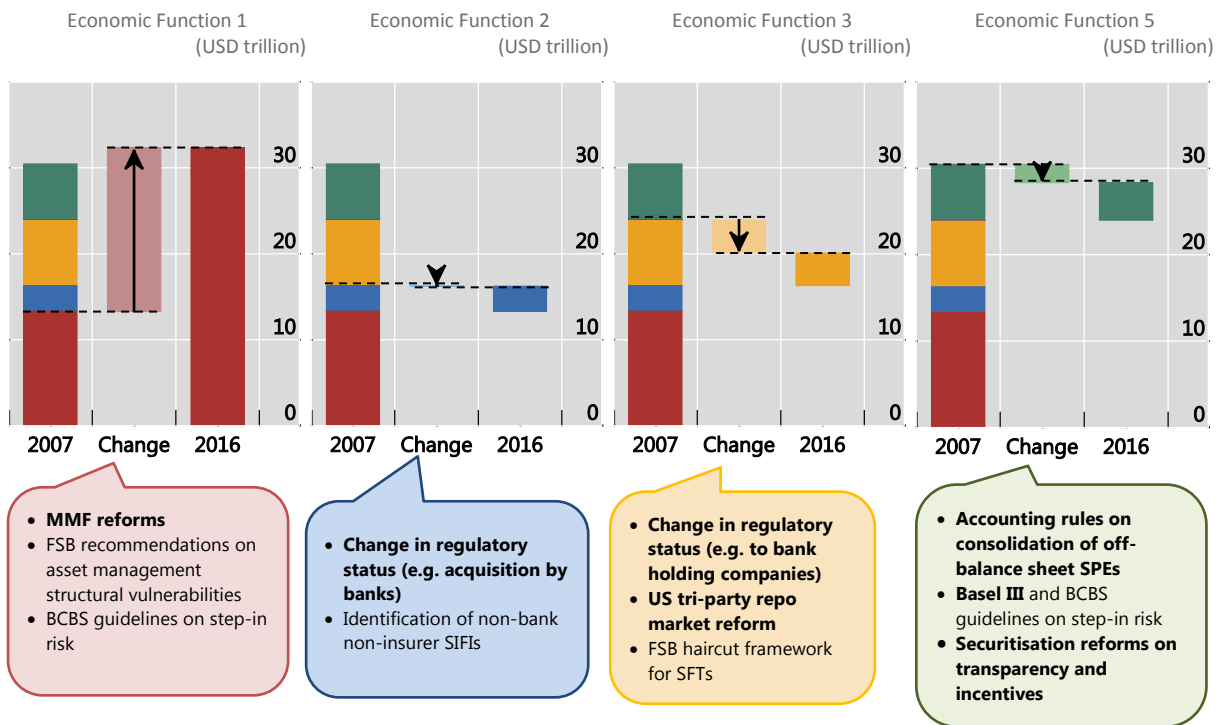 Economic Function 1
(USD trillion)
30
20
10
0
2007 Change 2016
• MMF reforms
• FSB recommendations on
asset management
structural vulnerabilities
• BCBS guidelines on step-in
risk
Economic Function 2
(USD trillion)
30
20
10
0
2007 Change 2016
• Change in regulatory
status (e.g. acquisition by
banks)
• Identification of non-bank
non-insurer SIFIs
Economic Function 3
(USD trillion)
30
20
10
0
2007 Change 2016
• Change in regulatory
status (e.g. to bank
holding companies)
• US tri-party repo
market reform
• FSB haircut framework
for SFTs
Economic Function 5
(USD trillion)
30
20
10
0
2007 Change 2016
• Accounting rules on
consolidation of off-
balance sheet SPEs
• Basel III and BCBS
guidelines on step-in risk
• Securitisation reforms on
transparency and
incentives